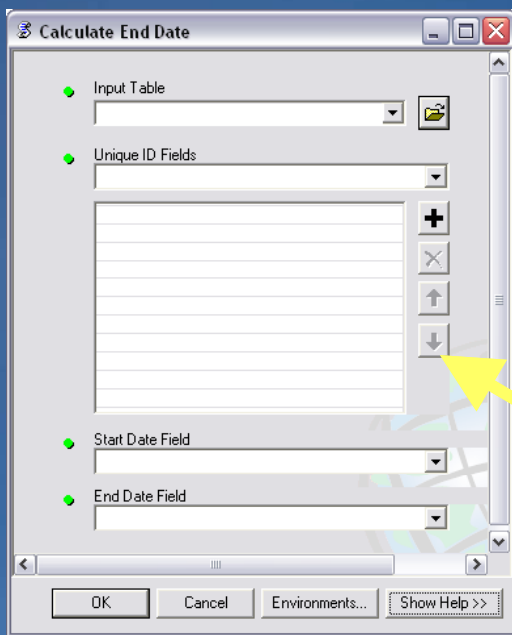 Calculate End Date
Input Table
Unique ID Fields
Start Date Field
End Date Field
OK
Cancel
Environments...
Show Help >>